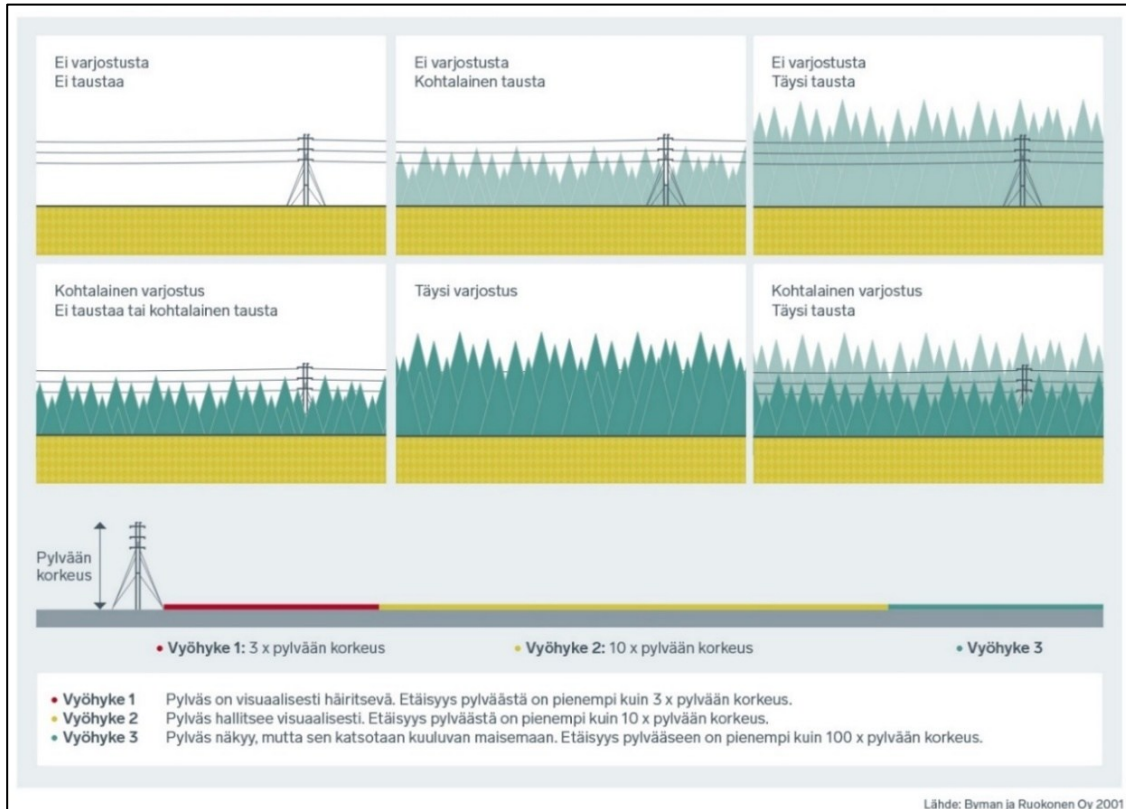 Ei varjostusta
Ei taustaa
Ei varjostusta
Kohtalainen tausta
Ei varjostusta
Täysi tausta
Kohtalainen varjostus
Ei taustaa tai kohtalainen tausta
Täysi varjostus
Kohtalainen varjostus
Täysi tausta
Pylvään
korkeus
• Vyöhyke 1: 3 x pylvään korkeus
• Vyöhyke 2: 10 x pylvään korkeus
• Vyöhyke 3
• Vyöhyke 1 Pylväs on visuaalisesti häiritsevä. Etäisyys pylväästä on pienempi kuin 3 x pylvään korkeus.
• Vyöhyke 2 Pylväs hallitsee visuaalisesti. Etäisyys pylväästä on pienempi kuin 10 x pylvään korkeus.
• Vyöhyke 3 Pylväs näkyy, mutta sen katsotaan kuuluvan maisemaan. Etäisyys pylvääseen on pienempi kuin 100 x pylvään korkeus.
Lähde: Byman ja Ruokonen Oy 2001